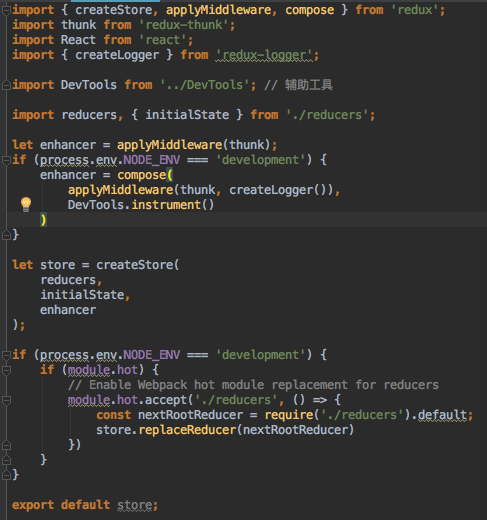 import { createStore, applyMiddleware, compose } from 'redux';
import thunk from 'redux-thunk';
import React from 'react';
import { createLogger } from 'redux-logger';
import DevTools from '../DevTools'; // 辅助工具
import reducers, { initialState } from './reducers';
let enhancer = applyMiddleware(thunk);
if (process.env.NODE_ENV === 'development') {
    enhancer = compose(
        applyMiddleware(thunk, createLogger()),
        DevTools.instrument()
    )
}
let store = createStore(
    reducers,
    initialState,
    enhancer
);
if (process.env.NODE_ENV === 'development') {
    if (module.hot) {
        // Enable Webpack hot module replacement for reducers
        module.hot.accept('./reducers', () => {
            const nextRootReducer = require('./reducers').default;
            store.replaceReducer(nextRootReducer)
        })
    }
}
export default store;